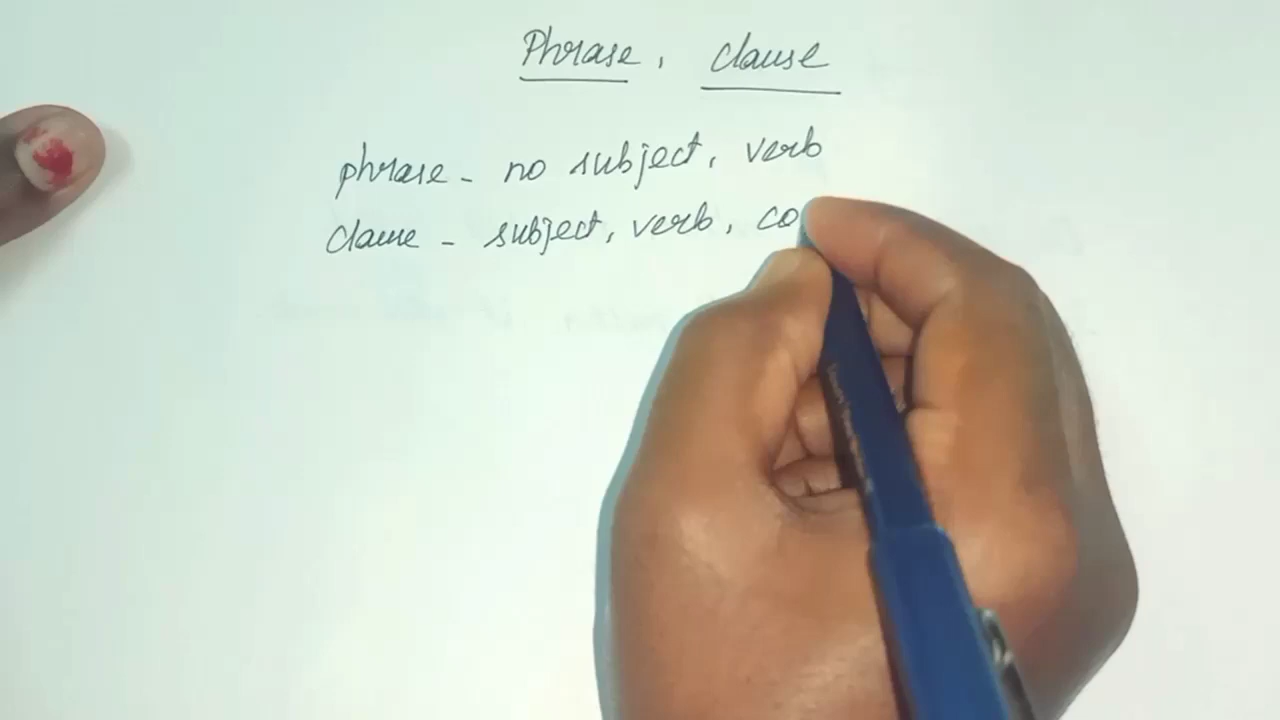 Phrase, Clause
phrase - no subject, verb
Clause - subject, verb, co